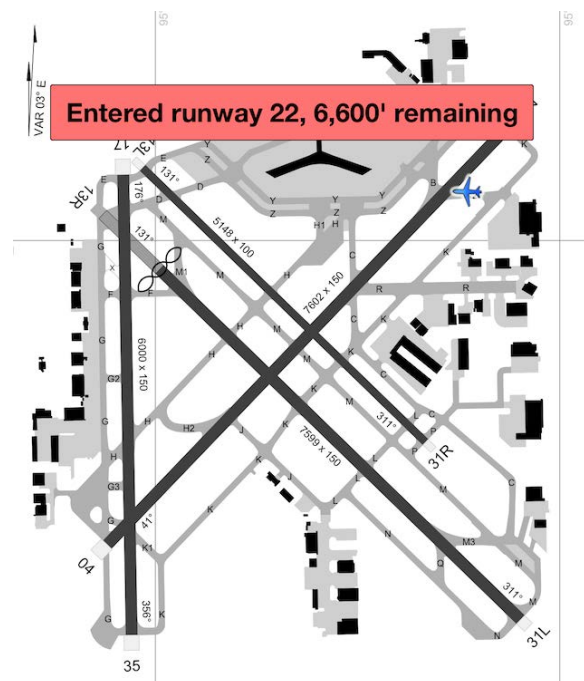 95°
95°
VAR 03° E
Entered runway 22, 6,600' remaining
17
13L
13R
E
Y
Z
K
E
176°
131°
D
D
B
Y
Y
Z
Z
M
5148 x 100
H1
H
131°
G
C
K
X
M1
M
H
7602 x 150
R
R
E
F
G
6000 x 150
H
M
C
K
H
M
K
C
G2
K
M
311°
L
C
P
G
H
H2
J
7599 x 150
P
31R
H
K
L
J
L
M
C
G3
L
L
G
41°
K
N
M3
04
K1
Q
M
356°
K
311°
M
G
N
31L
35